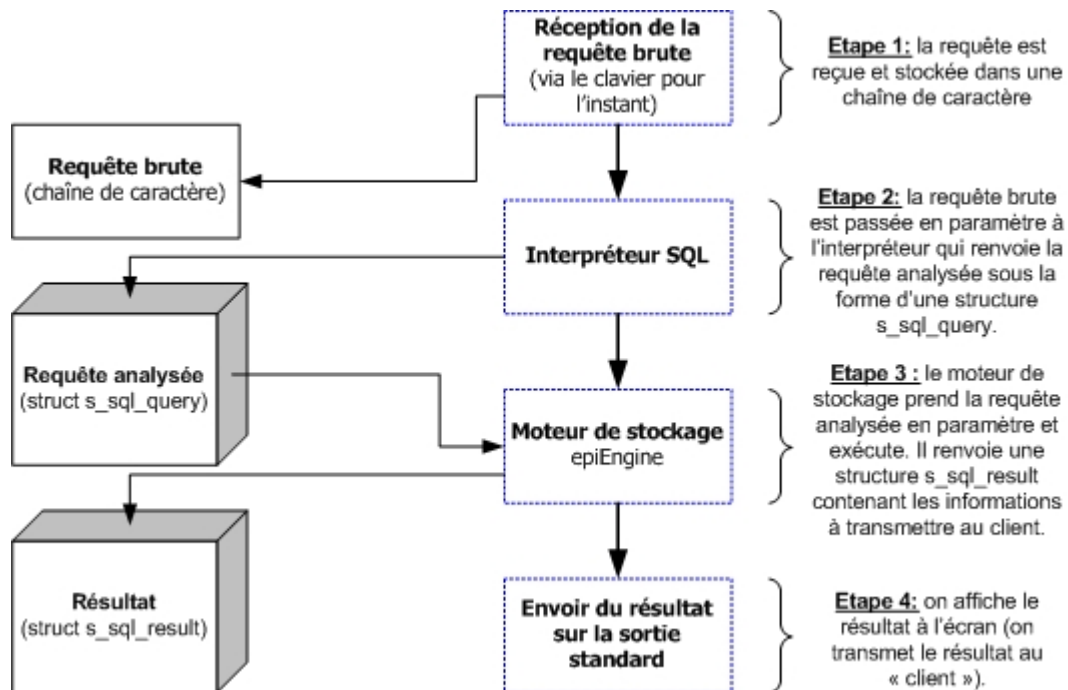 Réception de la
requête brute
(via le clavier pour
l'instant)
Etape 1: la requête est
reçue et stockée dans une
chaîne de caractère
Requête brute
(chaîne de caractère)
Interpréteur SQL
Etape 2: la requête brute
est passée en paramètre à
l'interpréteur qui renvoie la
requête analysée sous la
forme d'une structure
s_sql_query.
Requête analysée
(struct s_sql_query)
Moteur de stockage
epiEngine
Etape 3 : le moteur de
stockage prend la requête
analysée en paramètre et
exécute. Il renvoie une
structure s_sql_result
contenant les informations
à transmettre au client.
Résultat
(struct s_sql_result)
Envoir du résultat
sur la sortie
standard
Etape 4: on affiche le
résultat à l'écran (on
transmet le résultat au
« client »).